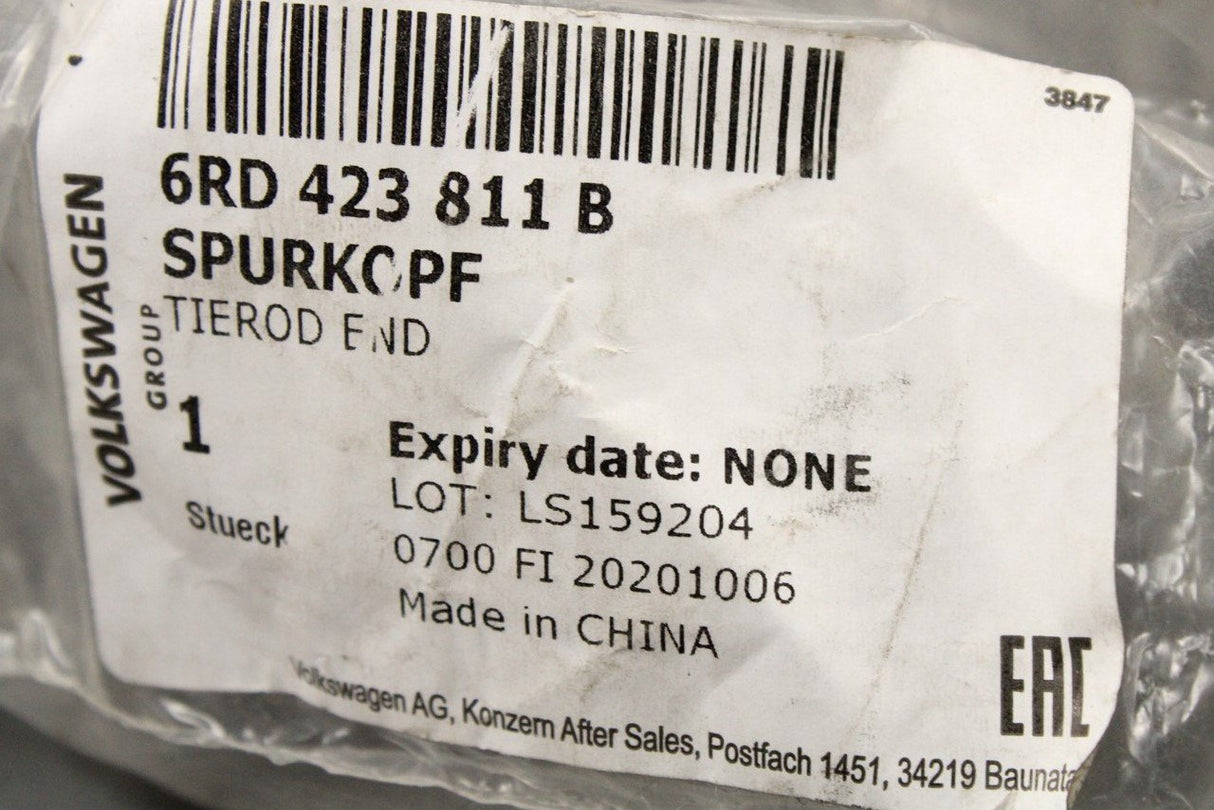 3847
6RD 423 811 B
SPURKOPF
TIEROD END
VOLKSWAGEN
GROUP
1
Stueck
Expiry date: NONE
LOT: LS159204
0700 FI 20201006
Made in CHINA
EAC
Volkswagen AG, Konzern After Sales, Postfach 1451, 34219 Baunata